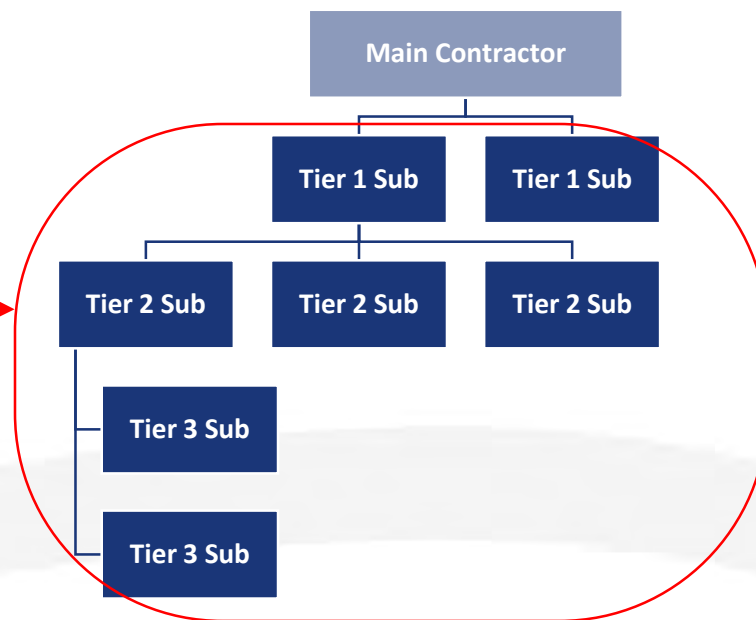 Main Contractor
Tier 1 Sub
Tier 1 Sub
Tier 2 Sub
Tier 2 Sub
Tier 2 Sub
Tier 3 Sub
Tier 3 Sub